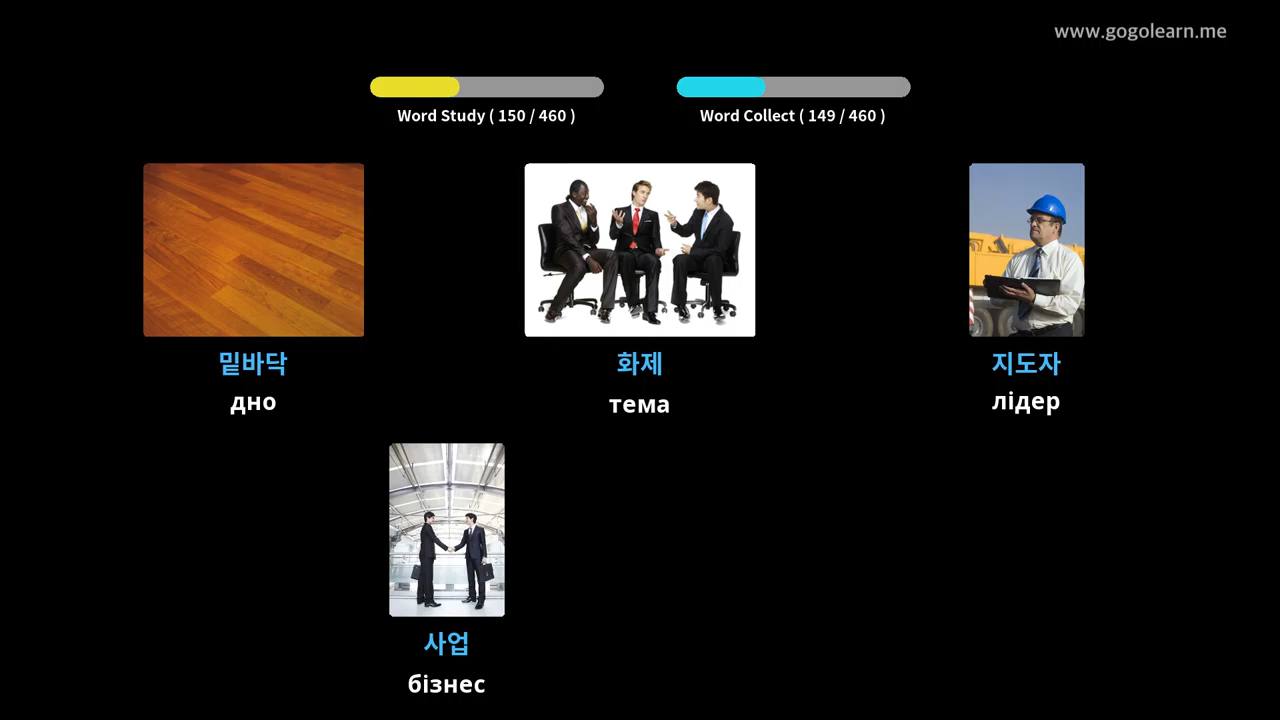 www.gogolearn.me
Word Study ( 150 / 460 )
Word Collect ( 149 / 460 )
밑바닥
дно
화제
тема
지도자
лідер
사업
бізнес